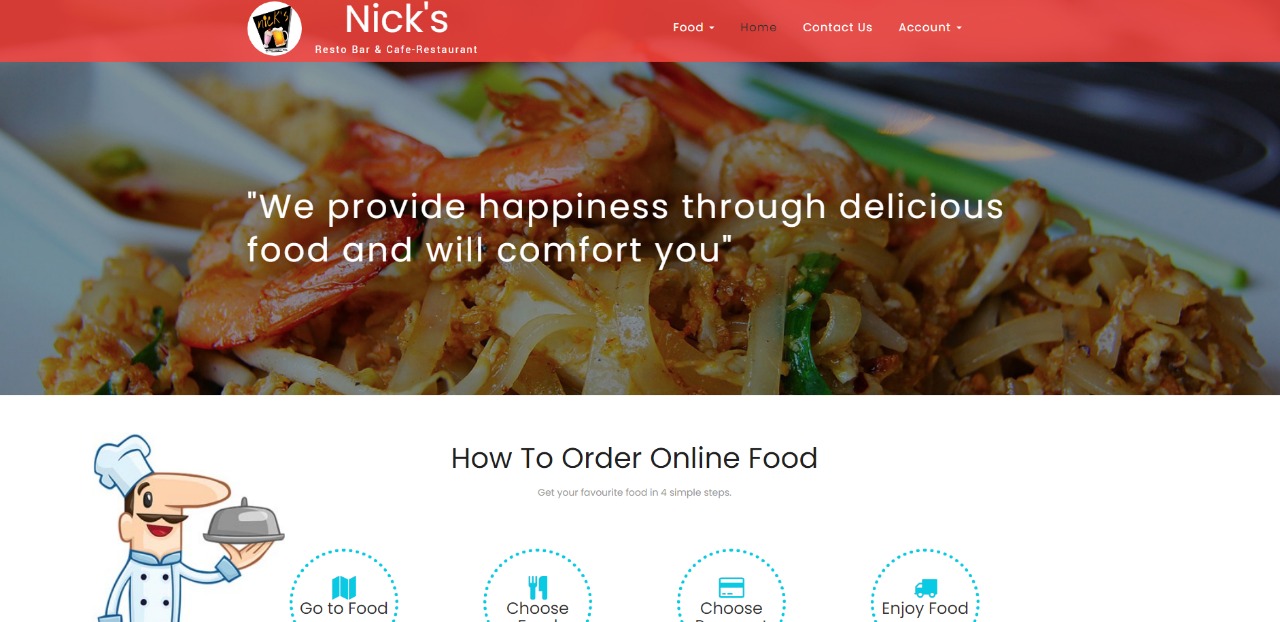 Nick's
Nick's
Resto Bar & Cafe-Restaurant
Food
Home
Contact Us
Account
"We provide happiness through delicious
food and will comfort you"
How To Order Online Food
Get your favourite food in 4 simple steps.
Go to Food
Choose
Choose
Enjoy Food